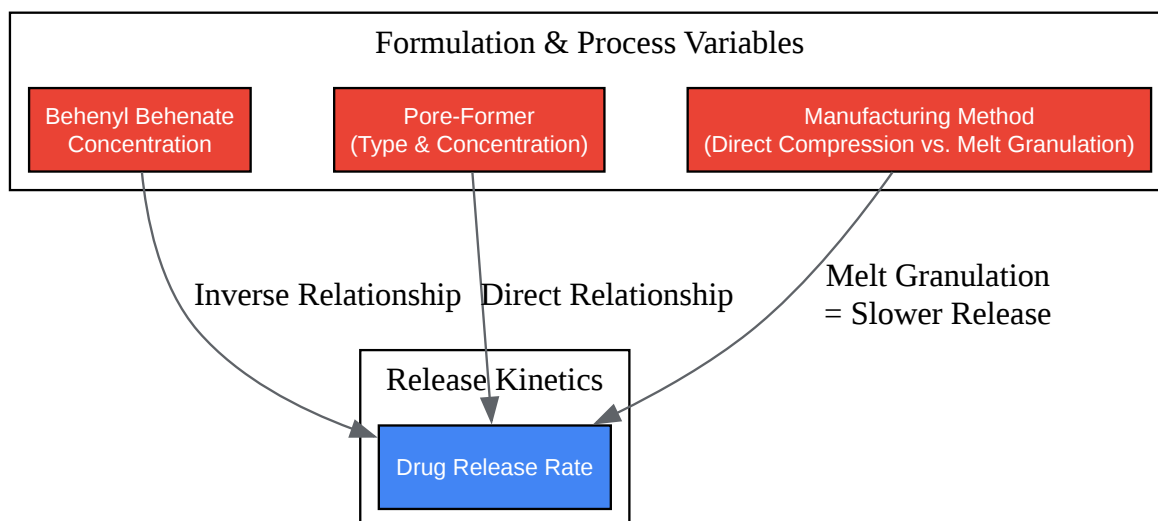 Formulation & Process Variables
Behenyl Behenate
Concentration
Pore-Former
(Type & Concentration)
Manufacturing Method
(Direct Compression vs. Melt Granulation)
Inverse Relationship
Direct Relationship
Melt Granulation
= Slower Release
Release Kinetics
Drug Release Rate